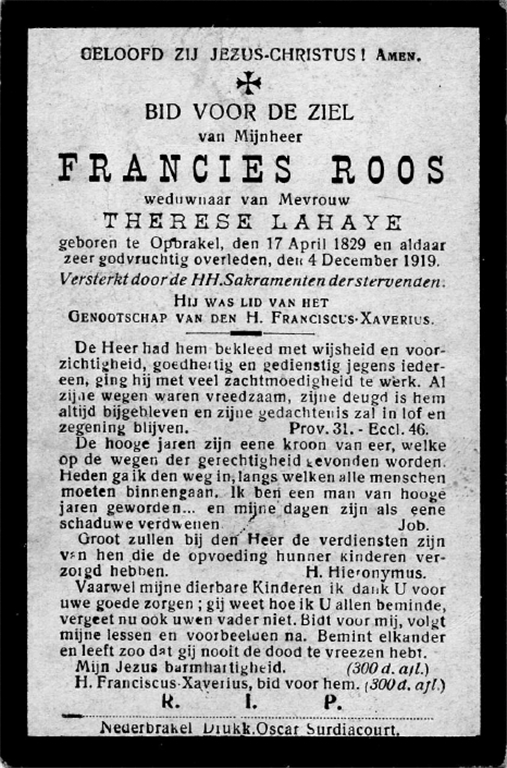 GELOOFD ZIJ JEZUS-CHRISTUS! AMEN.
BID VOOR DE ZIEL
van Mijnheer
FRANCIES ROOS
weduwnaar van Mevrouw
THERESE LAHAYE
geboren te Opbrakel, den 17 April 1829 en aldaar
zeer godvruchtig overleden, den 4 December 1919.
Versterkt door de HH. Sakramenten der stervenden.
HIJ WAS LID VAN HET
GENOOTSCHAP VAN DEN H. FRANCISCUS-XAVERIUS.
De Heer had hem bekleed met wijsheid en voor-
zichtigheid, goedheitig en gedienstig jegens ieder-
een, ging hij met veel zachtmoedigheid te werk. Al
zijne wegen waren vreedzaam, zijne deugd is hem
altijd bijgebleven en zijne gedachtenis zal in lof en
zegening blijven. Prov. 31. - Eccl. 46.
De hooge jaren zijn eene kroon van eer, welke
op de wegen der gerechtigheid gevonden worden.
Heden ga ik den weg in, langs welken alle menschen
moeten binnengaan. Ik ben een man van hooge
jaren geworden... en mijne dagen zijn als eene
schaduwe verdwenen Job.
Groot zullen bij den Heer de verdiensten zijn
van hen die de opvoeding hunner kinderen ver-
zorgd hebben. H. Hieronymus.
Vaarwel mijne dierbare Kinderen ik dank U voor
uwe goede zorgen; gij weet hoe ik U allen beminde,
vergeet nu ook uwen vader niet. Bidt voor mij, volgt
mijne lessen en voorbeelden na. Bemint elkander
en leeft zoo dat gij nooit de dood te vreezen hebt.
Mijn Jezus barmhartigheid. (300 d. afl.)
H. Franciscus-Xaverius, bid voor hem. (300 d. afl.)
R. I. P.
Nederbrakel Drukk. Oscar Surdiacourt.